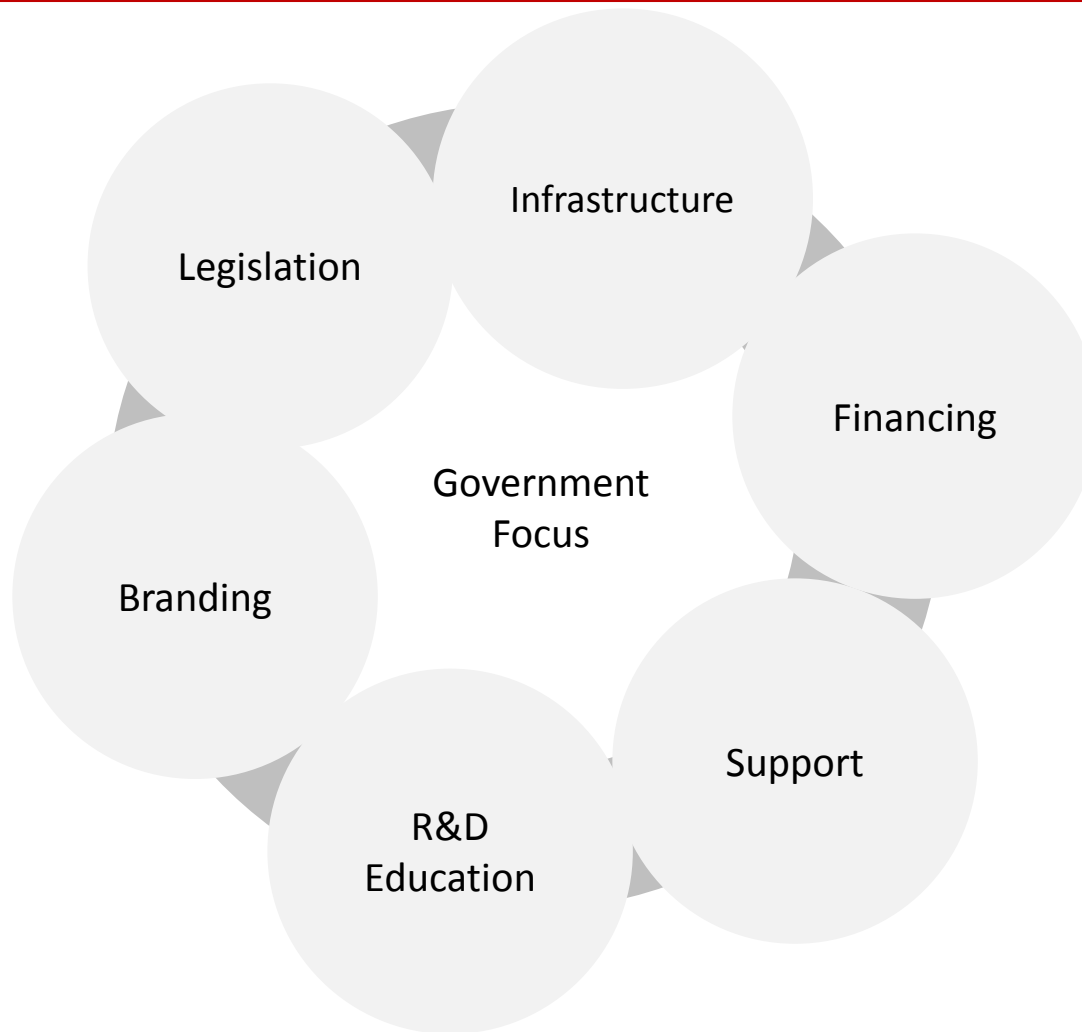 Infrastructure
Legislation
Financing
Government
Focus
Branding
Support
R&D
Education